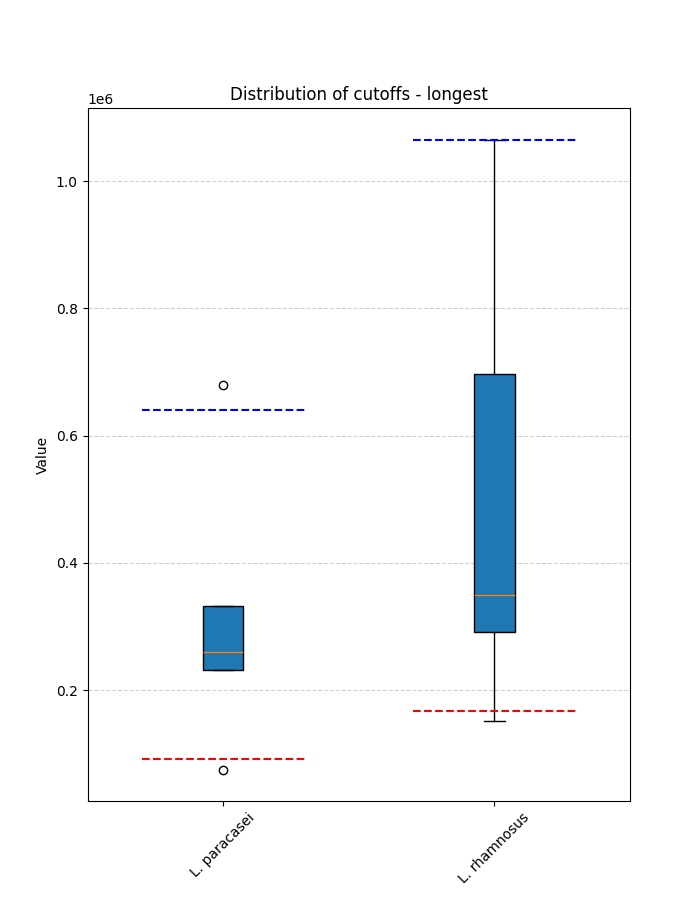 Distribution of cutoffs - longest
1e6
1.0
0.8
0.6
0.4
0.2
Value
L. paracasei
L. rhamnosus